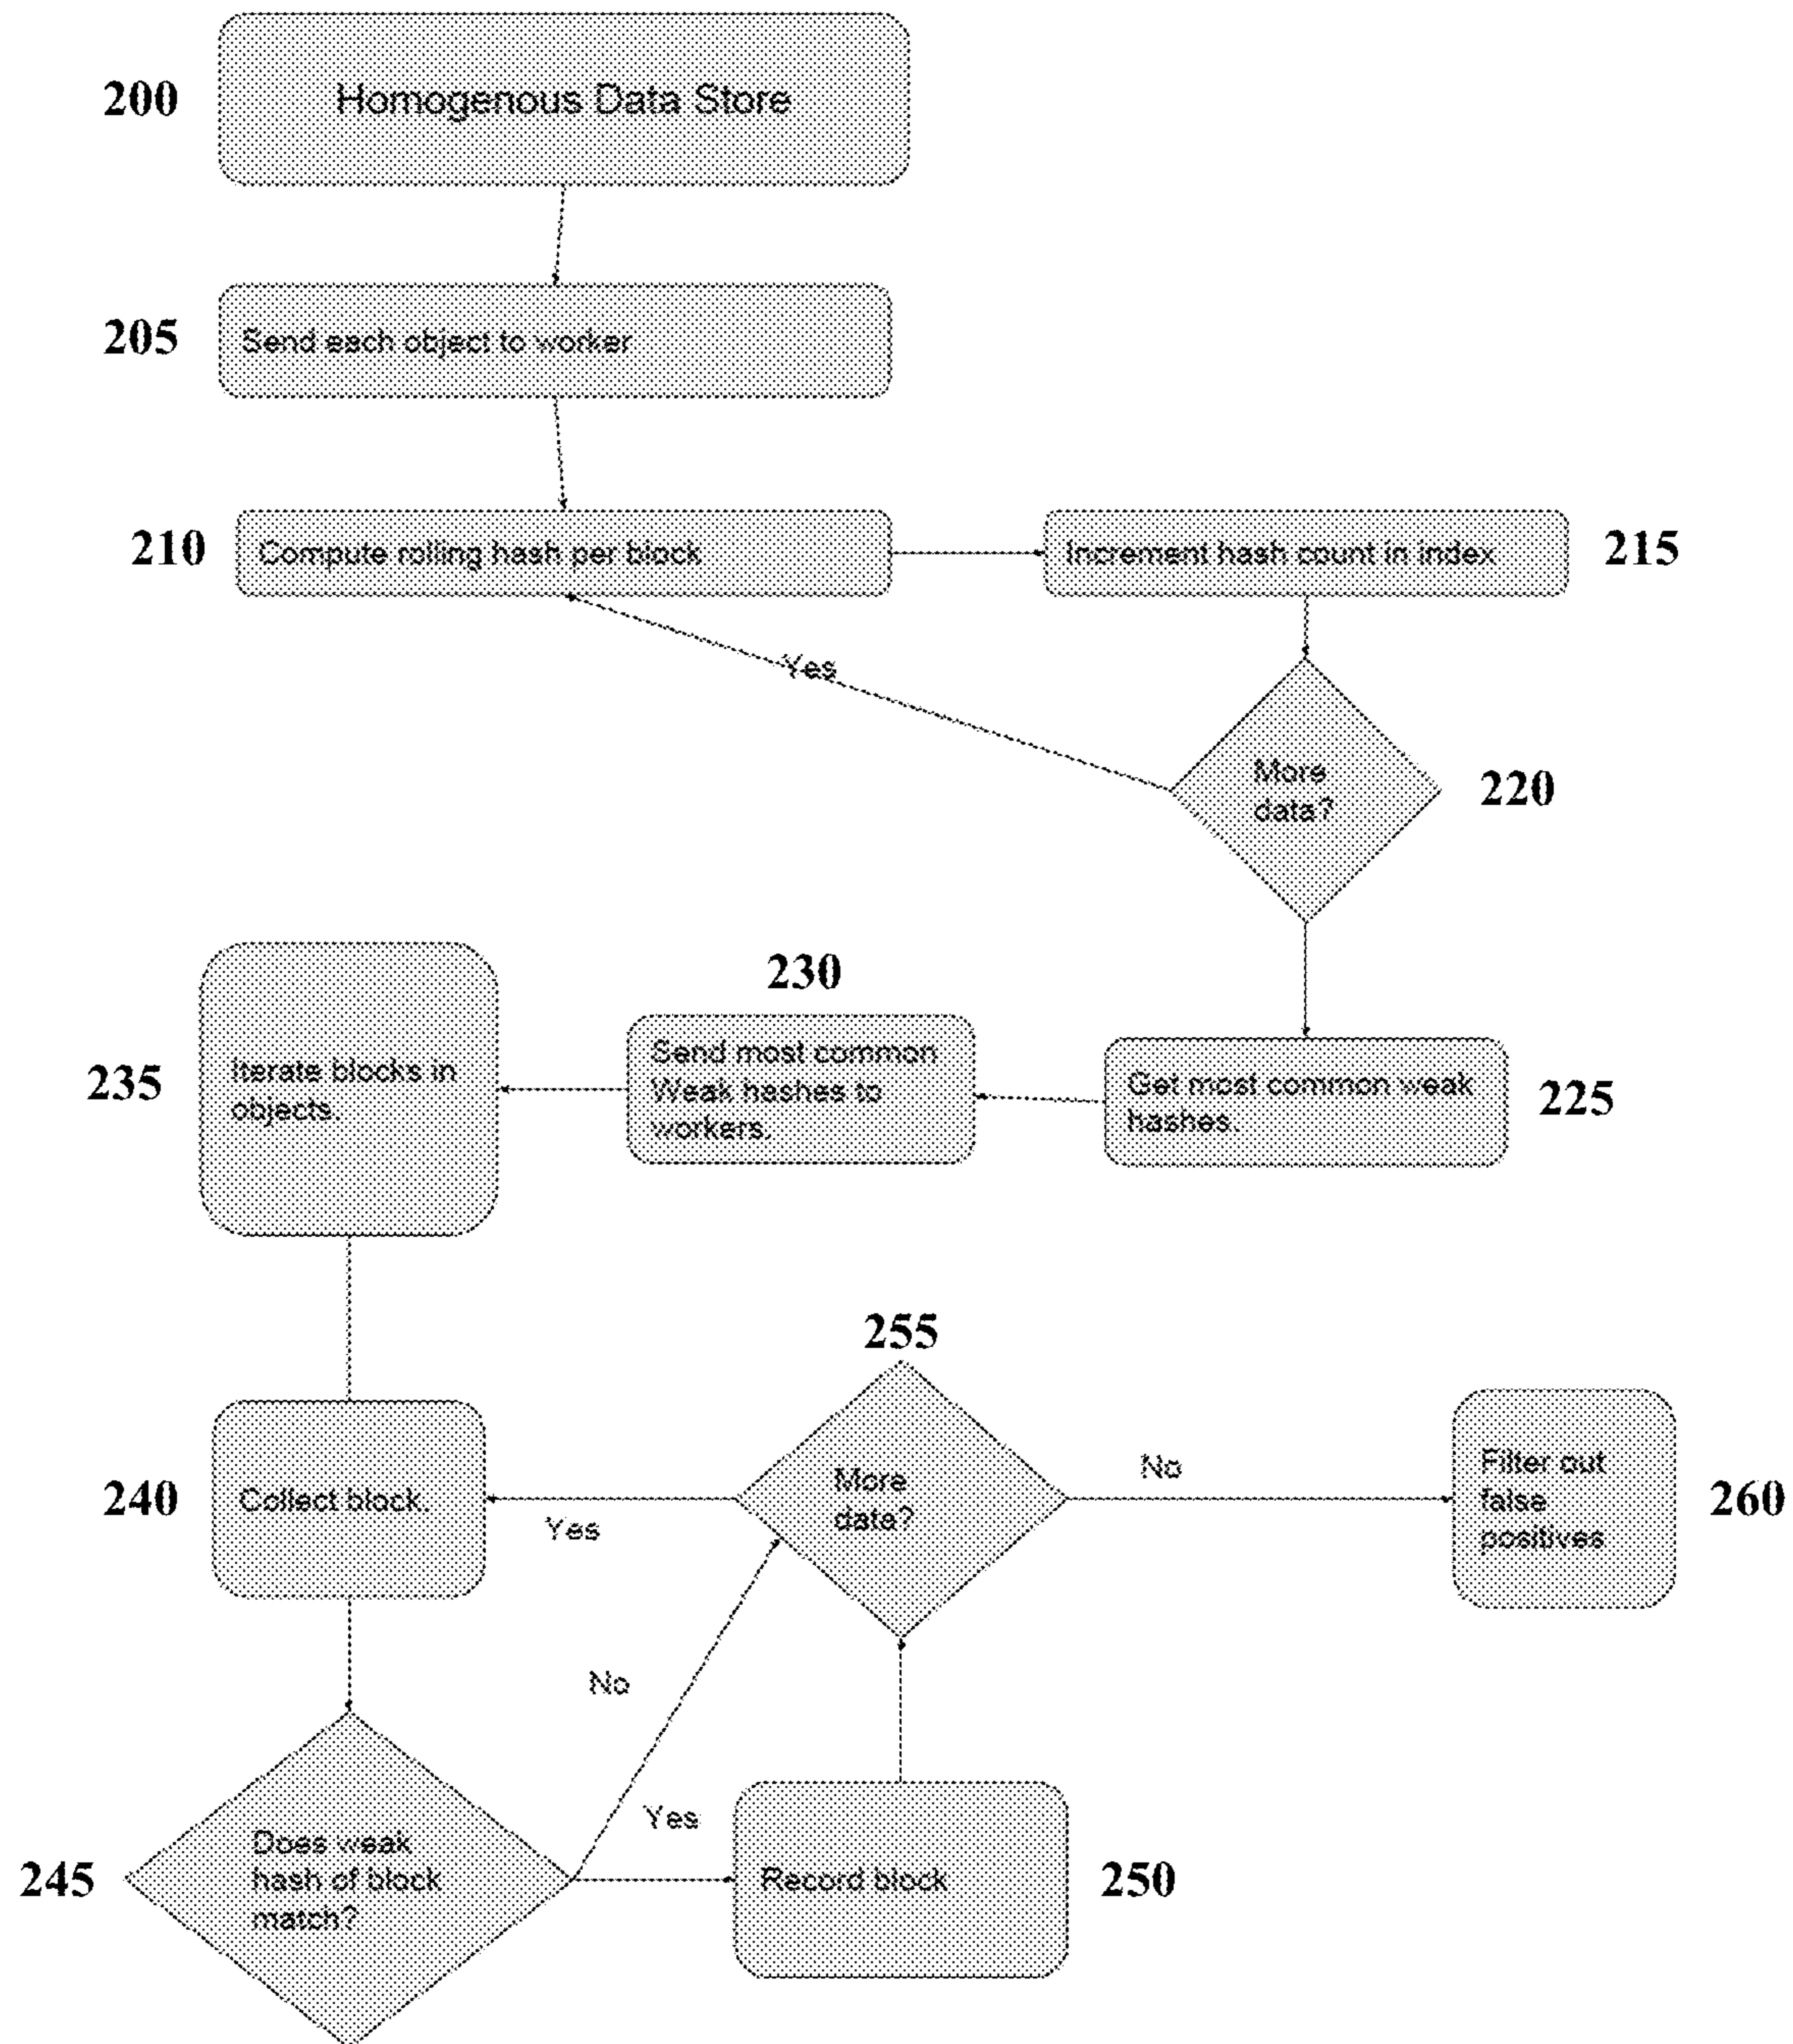 200
Homogenous Data Store
205
Send each object to worker
210
Compute rolling hash per block
Increment hash count in index
215
Yes
More
data?
220
230
235
Iterate blocks in
objects.
Send most common
Weak hashes to
workers.
Get most common weak
hashes.
225
255
240
Collect block.
Yes
More
data?
No
Filter out
false
positives
260
No
Yes
245
Does weak
hash of block
match?
Record block
250